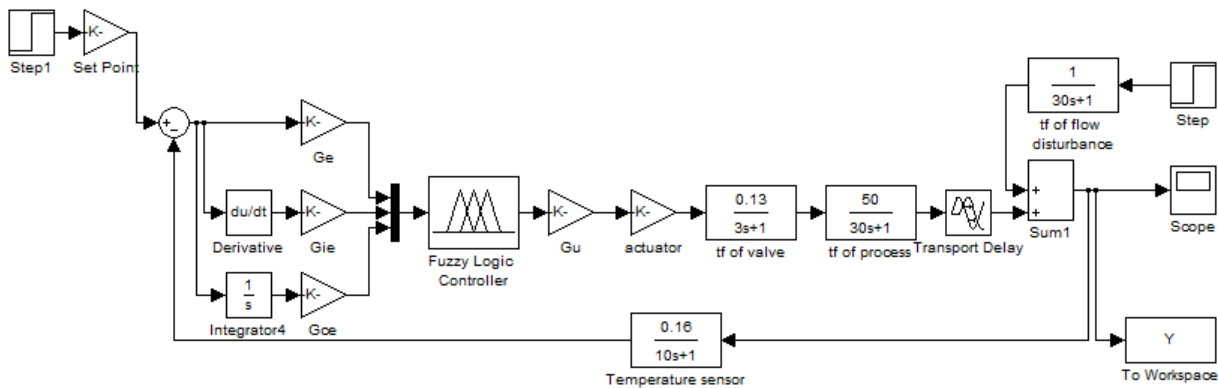 Step1
K-
Set Point
+
-
K-
Ge
du/dt
Derivative
K-
Gie
1
s
Integrator4
K-
Gce
Fuzzy Logic
Controller
K-
Gu
K-
actuator
0.13
3s+1
tf of valve
50
30s+1
tf of process
Transport Delay
+
+
Sum1
1
30s+1
tf of flow
disturbance
Step
Scope
Y
To Workspace
0.16
10s+1
Temperature sensor